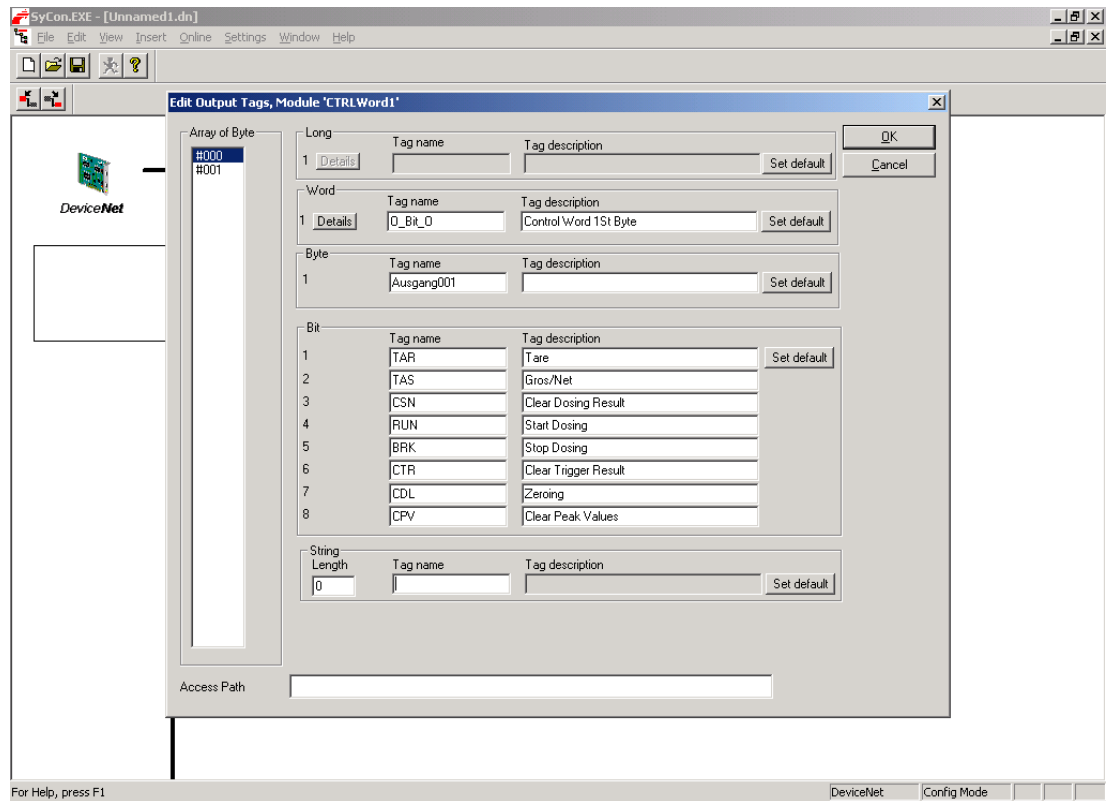 SyCon.EXE - [Unnamed1.dn]
File Edit View Insert Online Settings Window Help
Edit Output Tags, Module 'CTRLWord1'
Array of Byte
#000
#001
DeviceNet
Long
Tag name Tag description
1 Details Set default
Word
Tag name Tag description
1 Details O_Bit_O Control Word 1St Byte Set default
Byte
Tag name Tag description
1 Ausgang001 Set default
Bit
Tag name Tag description
1 TAR Tare Set default
2 TAS Gros/Net
3 CSN Clear Dosing Result
4 RUN Start Dosing
5 BRK Stop Dosing
6 CTR Clear Trigger Result
7 CDL Zeroing
8 CPV Clear Peak Values
String
Length Tag name Tag description
0 Set default
Access Path
OK
Cancel
For Help, press F1 DeviceNet Config Mode